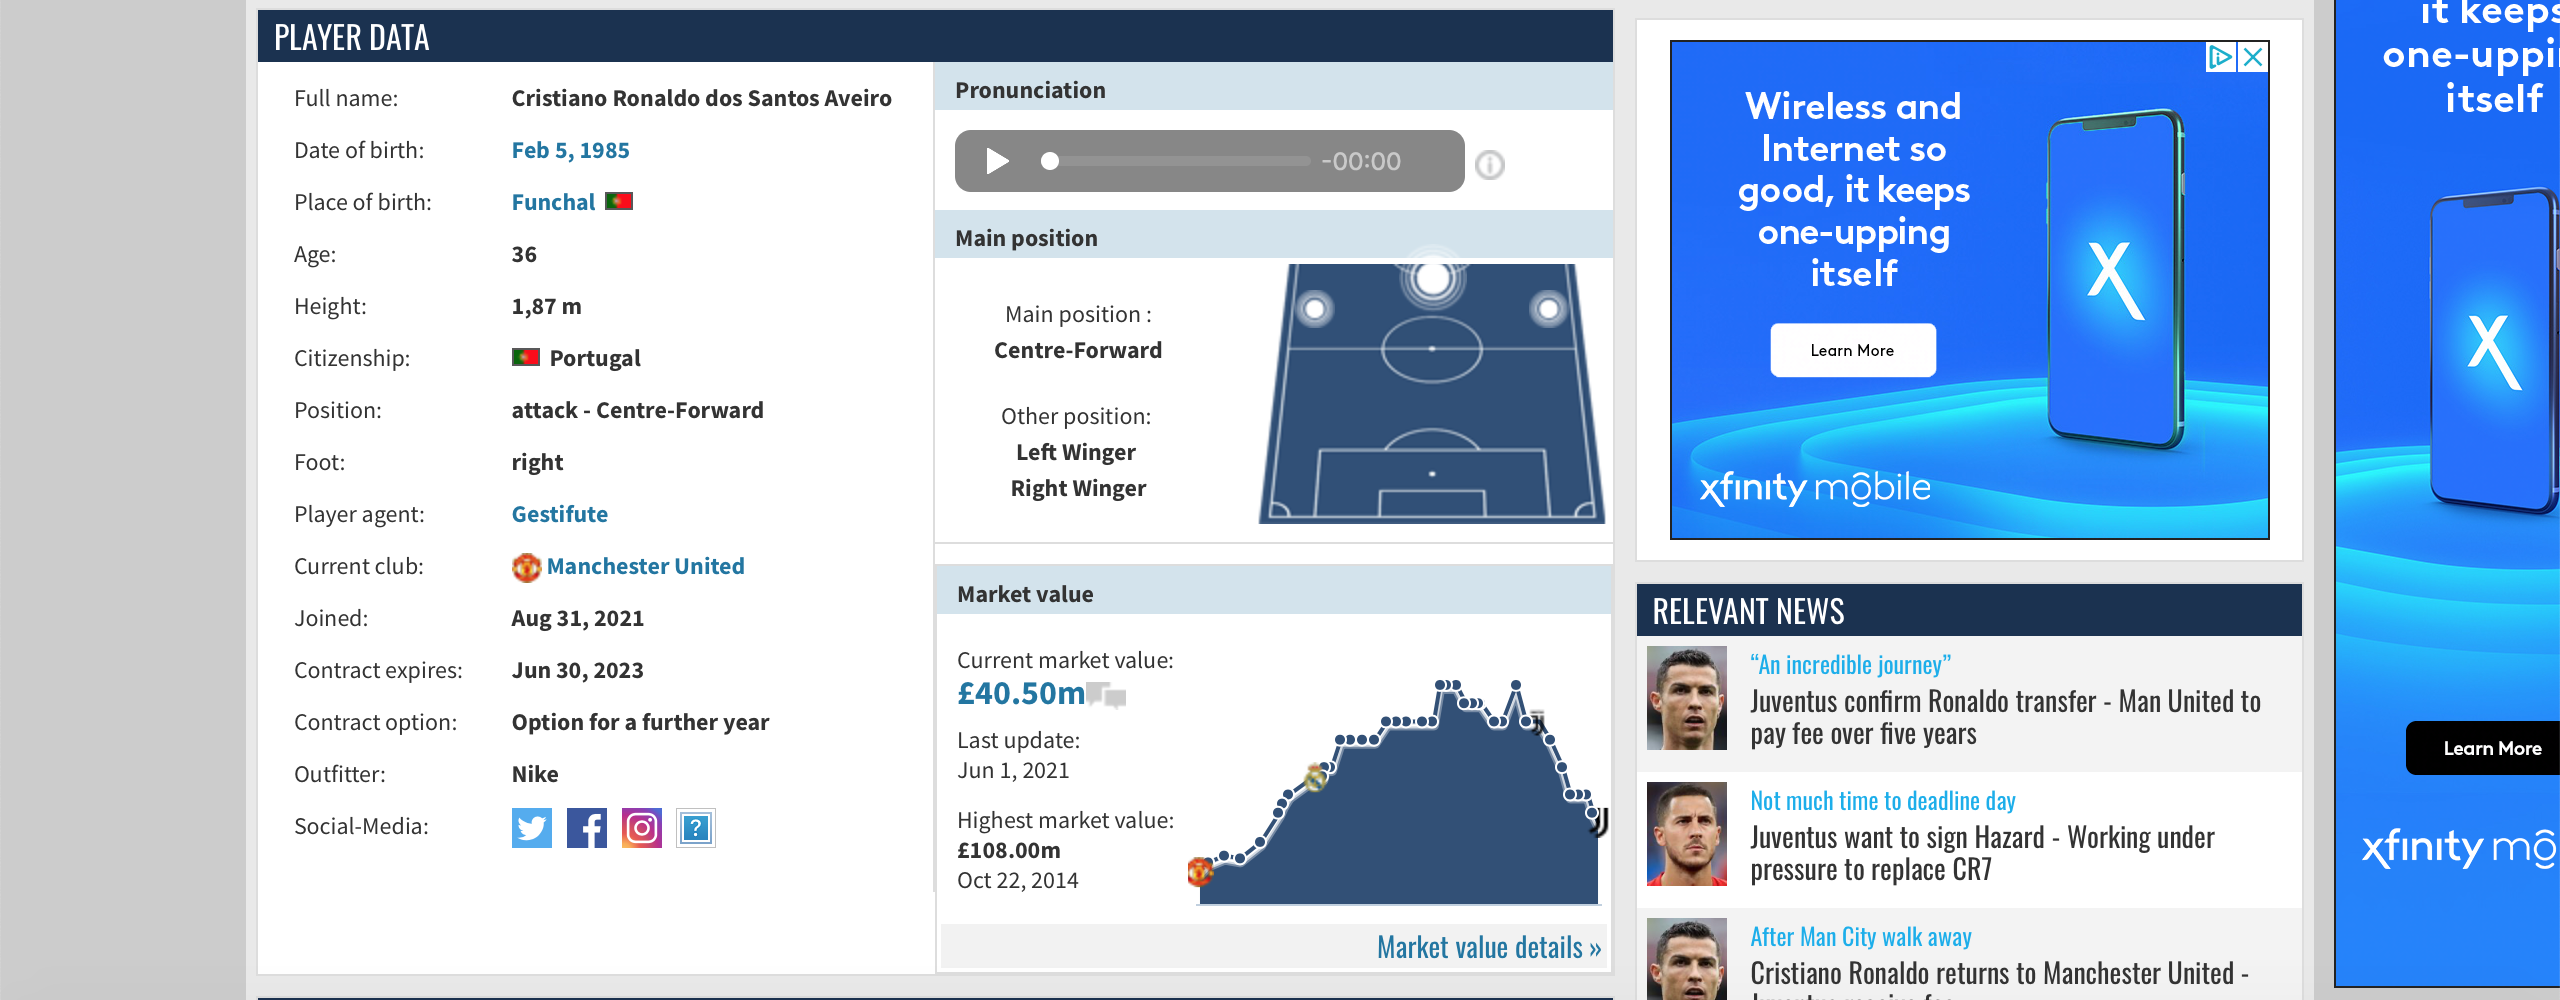 PLAYER DATA
Full name: Cristiano Ronaldo dos Santos Aveiro
Date of birth: Feb 5, 1985
Place of birth: Funchal
Age: 36
Height: 1,87 m
Citizenship: Portugal
Position: attack - Centre-Forward
Foot: right
Player agent: Gestifute
Current club: Manchester United
Joined: Aug 31, 2021
Contract expires: Jun 30, 2023
Contract option: Option for a further year
Outfitter: Nike
Social-Media:
?
Pronunciation
-00:00
Main position
Main position :
Centre-Forward
Other position:
Left Winger
Right Winger
Market value
Current market value:
£40.50m
Last update:
Jun 1, 2021
Highest market value:
£108.00m
Oct 22, 2014
Market value details »
Wireless and
Internet so
good, it keeps
one-upping
itself
X
Learn More
xfinity mobile
RELEVANT NEWS
“An incredible journey”
Juventus confirm Ronaldo transfer - Man United to
pay fee over five years
Not much time to deadline day
Juventus want to sign Hazard - Working under
pressure to replace CR7
After Man City walk away
Cristiano Ronaldo returns to Manchester United -
it keeps
one-uppi
itself
X
Learn More
xfinity mo